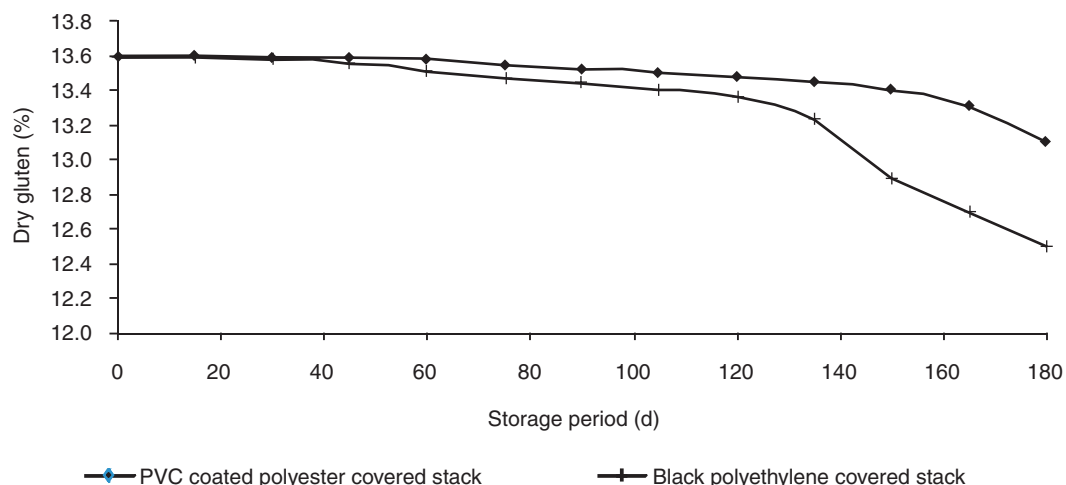 13.8
13.6
13.4
13.2
13.0
12.8
12.6
12.4
12.2
12.0
Dry gluten (%)
0 20 40 60 80 100 120 140 160 180
Storage period (d)
PVC coated polyester covered stack Black polyethylene covered stack